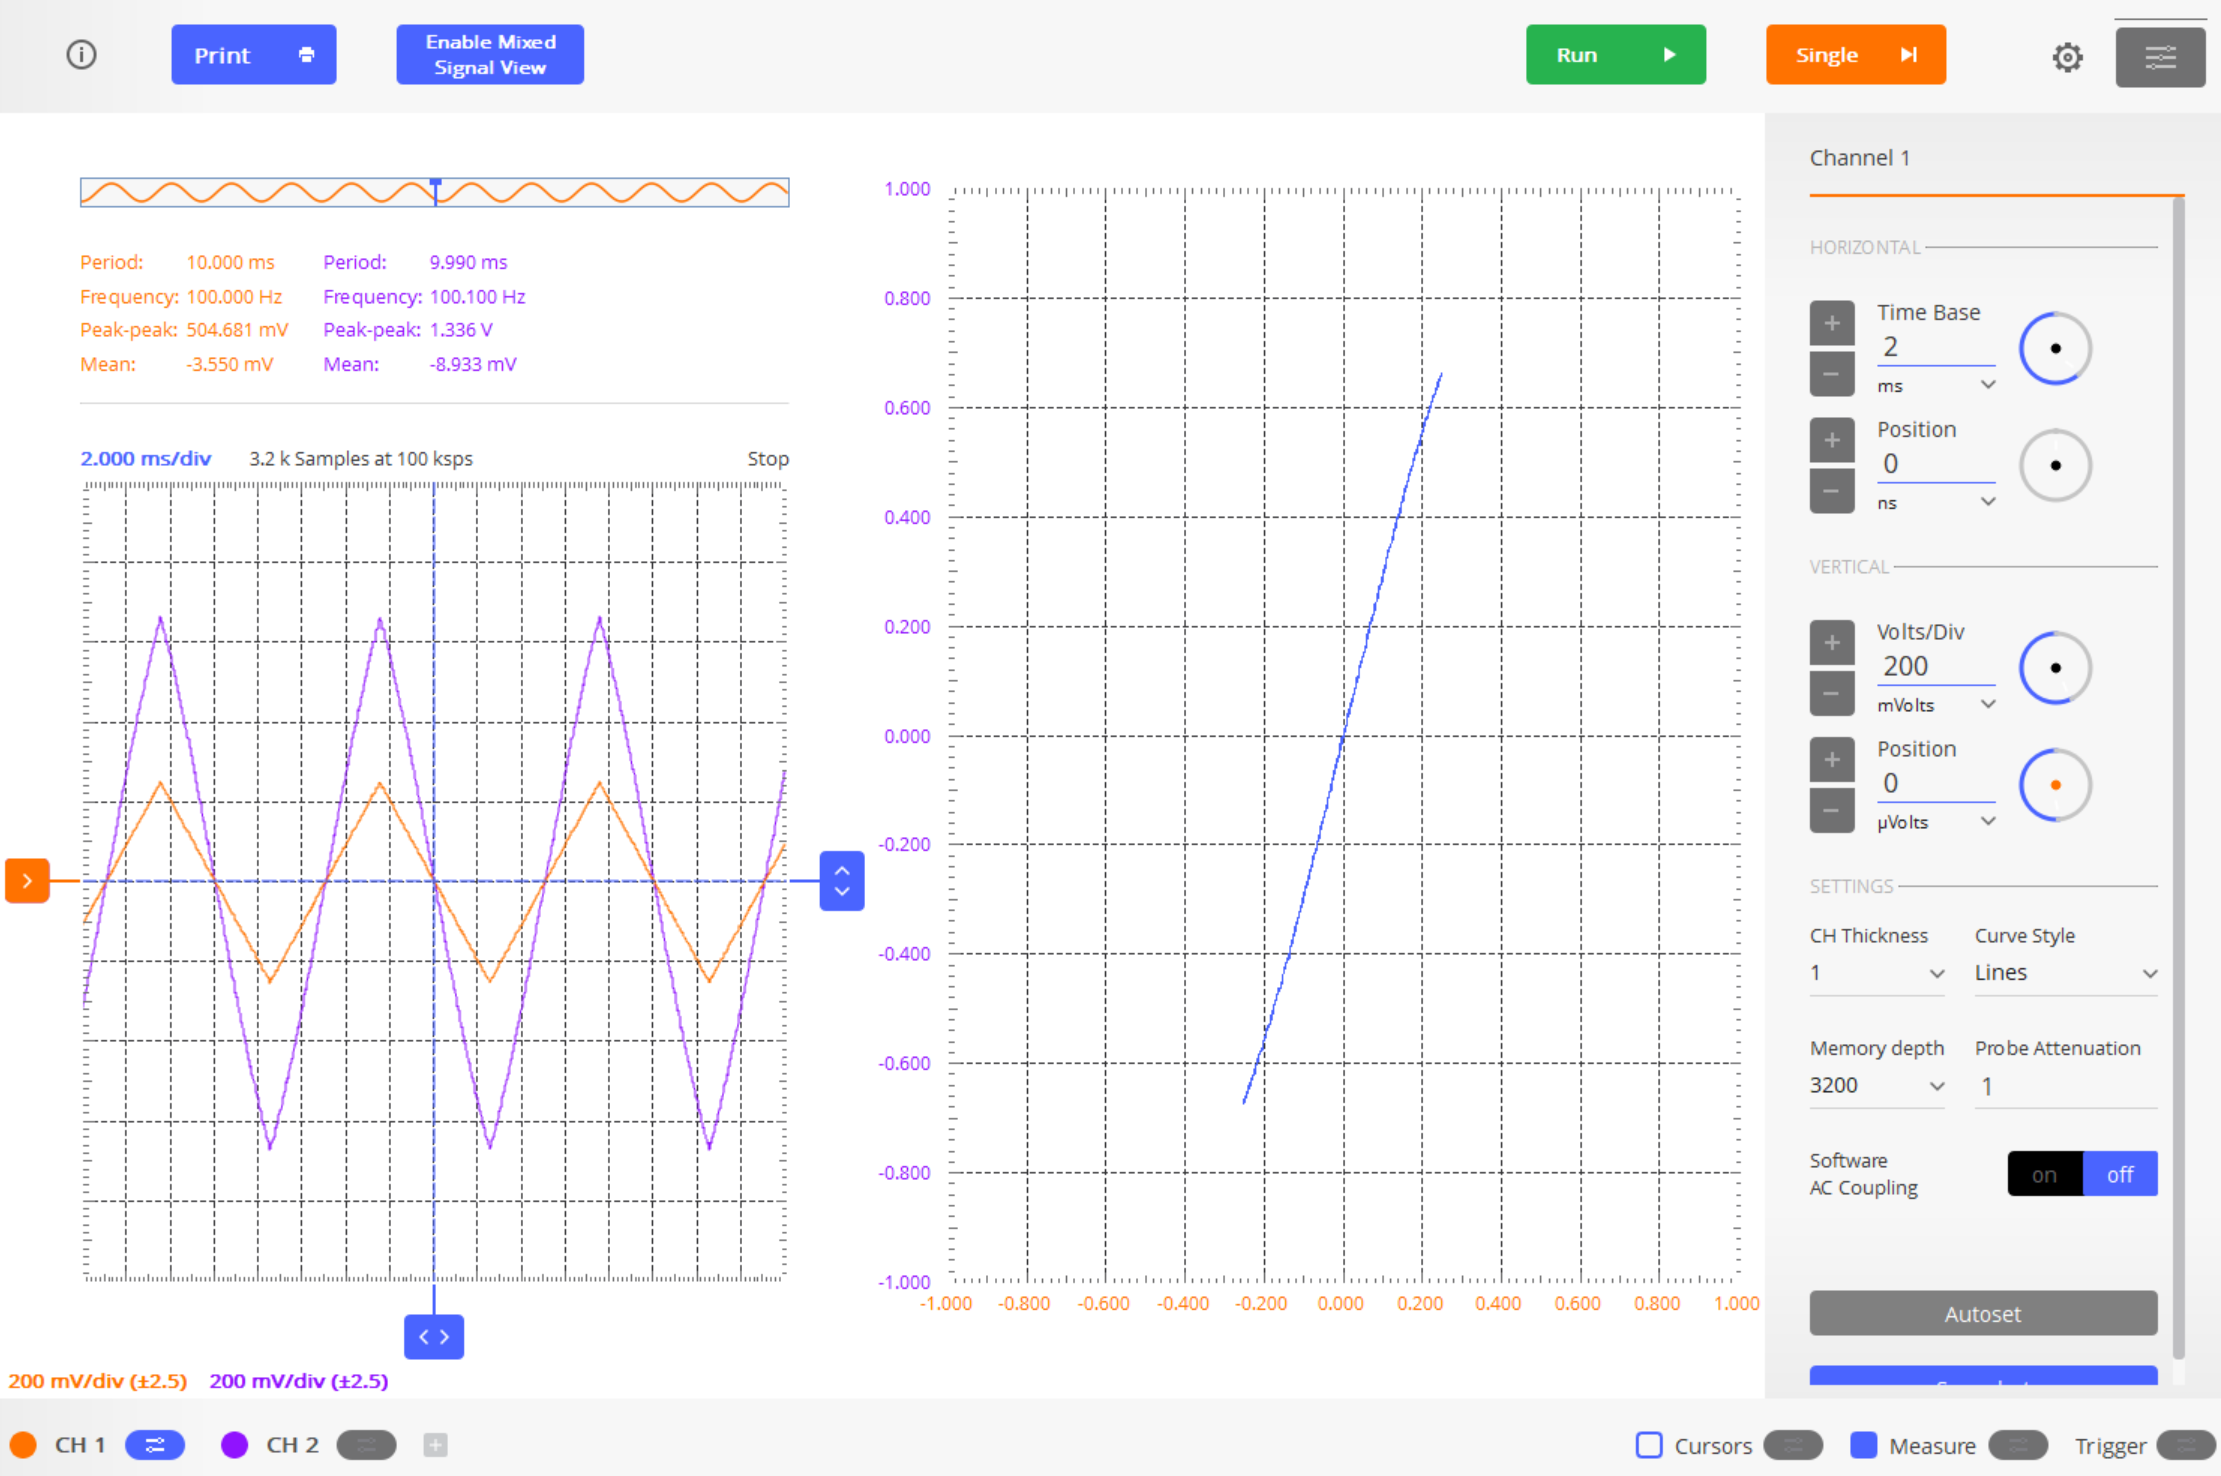 Print
Enable Mixed
Signal View
Run
Single
Period: 10.000 ms Period: 9.990 ms
Frequency: 100.000 Hz Frequency: 100.100 Hz
Peak-peak: 504.681 mV Peak-peak: 1.336 V
Mean: -3.550 mV Mean: -8.933 mV
2.000 ms/div 3.2 k Samples at 100 ksps Stop
200 mV/div (±2.5) 200 mV/div (±2.5)
1.000
0.800
0.600
0.400
0.200
0.000
-0.200
-0.400
-0.600
-0.800
-1.000
-1.000 -0.800 -0.600 -0.400 -0.200 0.000 0.200 0.400 0.600 0.800 1.000
Channel 1
HORIZONTAL
Time Base
2
ms
Position
0
ns
VERTICAL
Volts/Div
200
mVolts
Position
0
µVolts
SETTINGS
CH Thickness Curve Style
1 Lines
Memory depth Probe Attenuation
3200 1
Software
AC Coupling
on off
Autoset
CH 1 CH 2 Cursors Measure Trigger